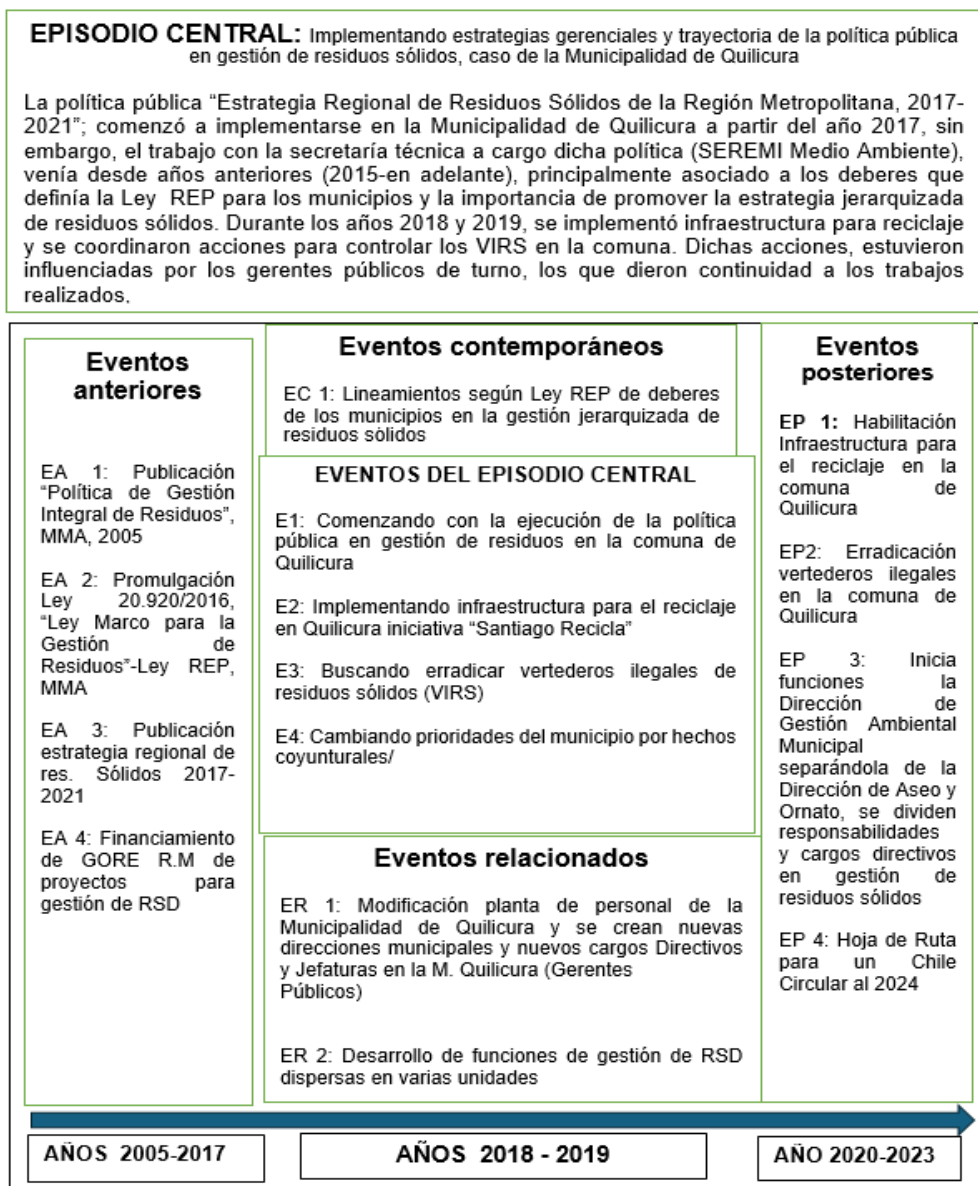 EPISODIO CENTRAL: Implementando estrategias gerenciales y trayectoria de la política pública
en gestión de residuos sólidos, caso de la Municipalidad de Quilicura
La política pública “Estrategia Regional de Residuos Sólidos de la Región Metropolitana, 2017-
2021”; comenzó a implementarse en la Municipalidad de Quilicura a partir del año 2017, sin
embargo, el trabajo con la secretaría técnica a cargo dicha política (SEREMI Medio Ambiente),
venía desde años anteriores (2015-en adelante), principalmente asociado a los deberes que
definía la Ley REP para los municipios y la importancia de promover la estrategia jerarquizada
de residuos sólidos. Durante los años 2018 y 2019, se implementó infraestructura para reciclaje
y se coordinaron acciones para controlar los VIRS en la comuna. Dichas acciones, estuvieron
influenciadas por los gerentes públicos de turno, los que dieron continuidad a los trabajos
realizados.
Eventos
anteriores
EA 1: Publicación
“Política de Gestión
Integral de Residuos”,
MMA, 2005
EA 2: Promulgación
Ley 20.920/2016,
“Ley Marco para la
Gestión de
Residuos”-Ley REP,
MMA
EA 3: Publicación
estrategia regional de
res. Sólidos 2017-
2021
EA 4: Financiamiento
de GORE R.M de
proyectos para
gestión de RSD
Eventos contemporáneos
EC 1: Lineamientos según Ley REP de deberes
de los municipios en la gestión jerarquizada de
residuos sólidos
EVENTOS DEL EPISODIO CENTRAL
E1: Comenzando con la ejecución de la política
pública en gestión de residuos en la comuna de
Quilicura
E2: Implementando infraestructura para el reciclaje
en Quilicura iniciativa “Santiago Recicla”
E3: Buscando erradicar vertederos ilegales de
residuos sólidos (VIRS)
E4: Cambiando prioridades del municipio por hechos
coyunturales/
Eventos relacionados
ER 1: Modificación planta de personal de la
Municipalidad de Quilicura y se crean nuevas
direcciones municipales y nuevos cargos Directivos
y Jefaturas en la M. Quilicura (Gerentes
Públicos)
ER 2: Desarrollo de funciones de gestión de RSD
dispersas en varias unidades
Eventos
posteriores
EP 1: Habilitación
Infraestructura para
el reciclaje en la
comuna de
Quilicura
EP2: Erradicación
vertederos ilegales
en la comuna de
Quilicura
EP 3: Inicia
funciones la
Dirección de
Gestión Ambiental
Municipal
separándola de la
Dirección de Aseo y
Ornato, se dividen
responsabilidades
y cargos directivos
en gestión de
residuos sólidos
EP 4: Hoja de Ruta
para un Chile
Circular al 2024
AÑOS 2005-2017
AÑOS 2018 - 2019
AÑO 2020-2023